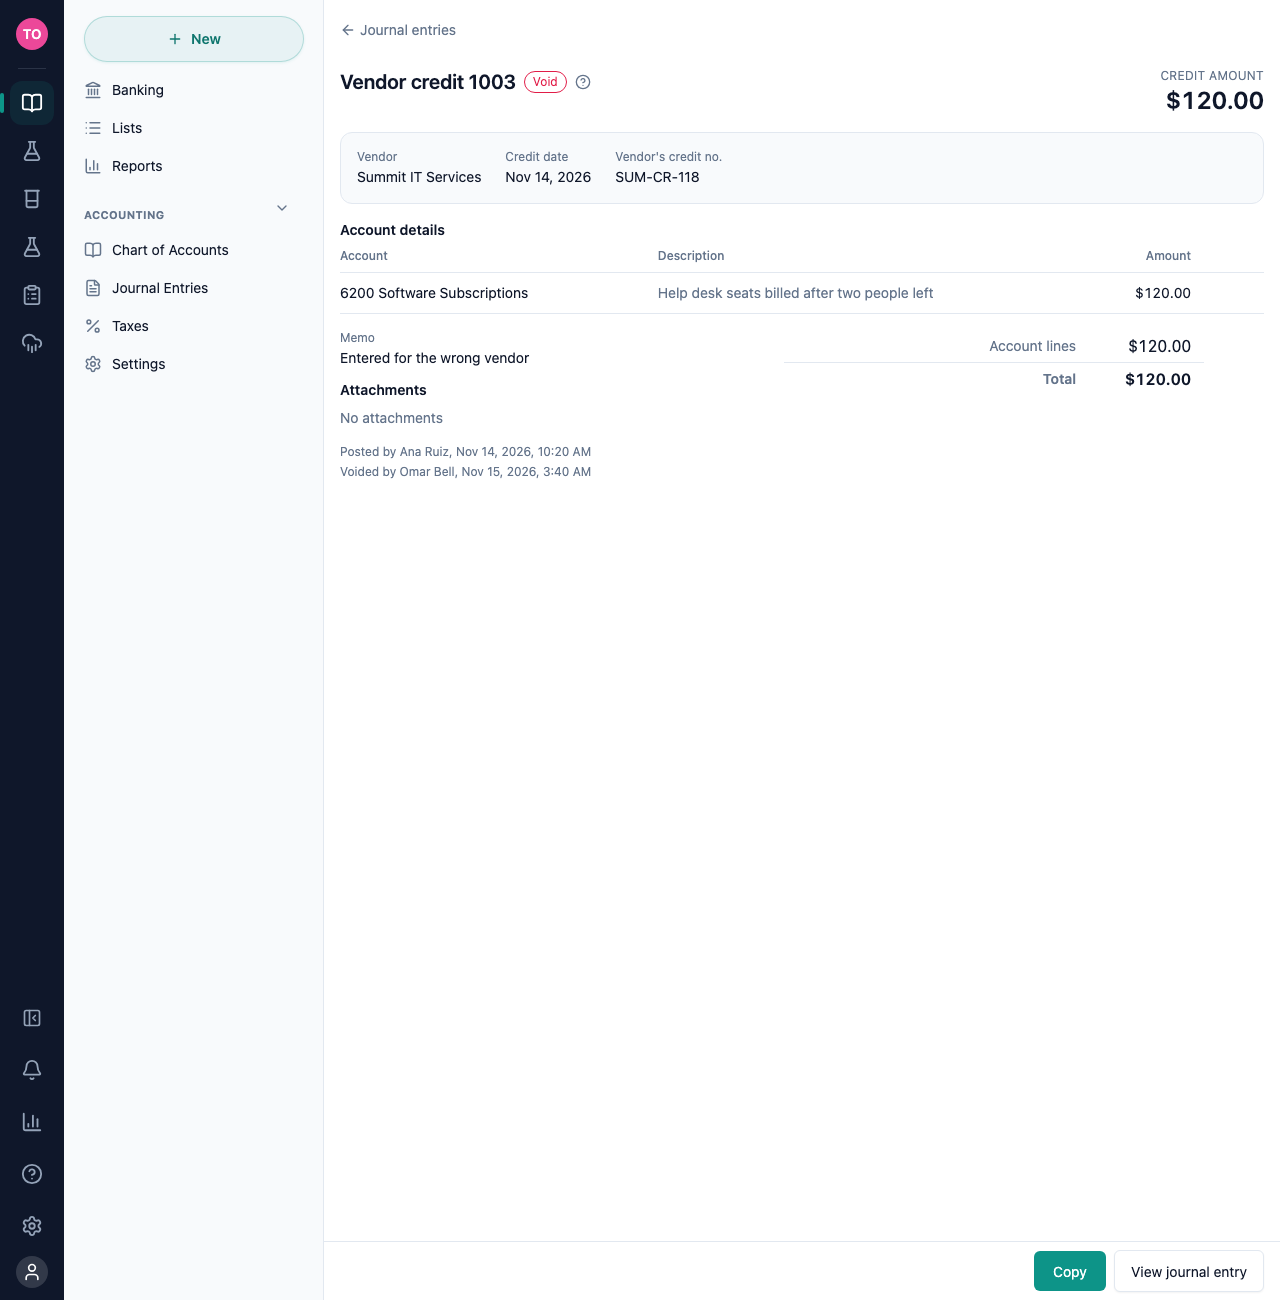 TO
New
Banking
Lists
Reports
ACCOUNTING
Chart of Accounts
Journal Entries
Taxes
Settings
Journal entries
Vendor credit 1003 Void
CREDIT AMOUNT
$120.00
Vendor Credit date Vendor's credit no.
Summit IT Services Nov 14, 2026 SUM-CR-118
Account details
Account Description Amount
6200 Software Subscriptions Help desk seats billed after two people left $120.00
Memo
Entered for the wrong vendor
Account lines $120.00
Total $120.00
Attachments
No attachments
Posted by Ana Ruiz, Nov 14, 2026, 10:20 AM
Voided by Omar Bell, Nov 15, 2026, 3:40 AM
Copy View journal entry